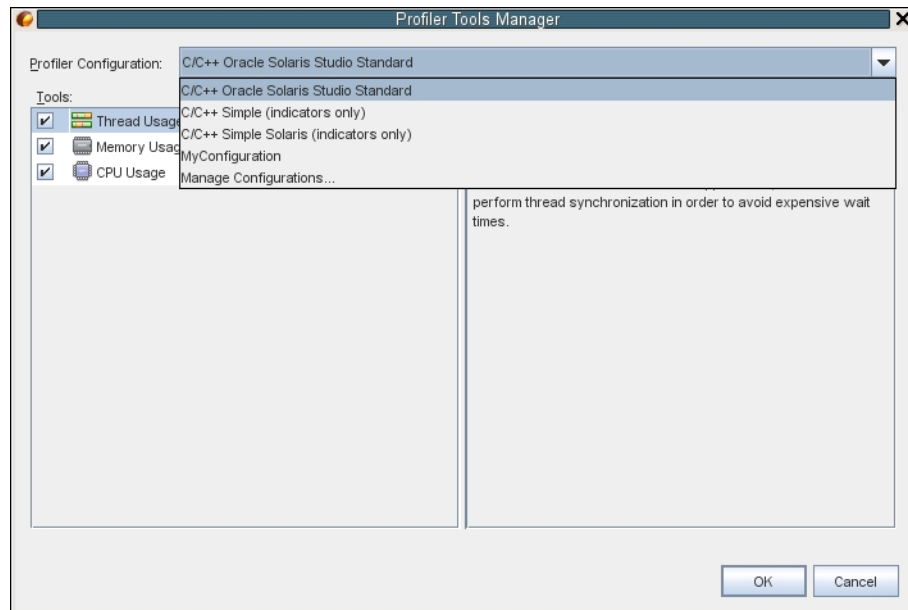 Profiler Tools Manager
Profiler Configuration: C/C++ Oracle Solaris Studio Standard
C/C++ Oracle Solaris Studio Standard
Tools:
C/C++ Simple (indicators only)
Thread Usage
C/C++ Simple Solaris (indicators only)
Memory Usag
MyConfiguration
CPU Usage
Manage Configurations...
perform thread synchronization in order to avoid expensive wait
times.
OK Cancel